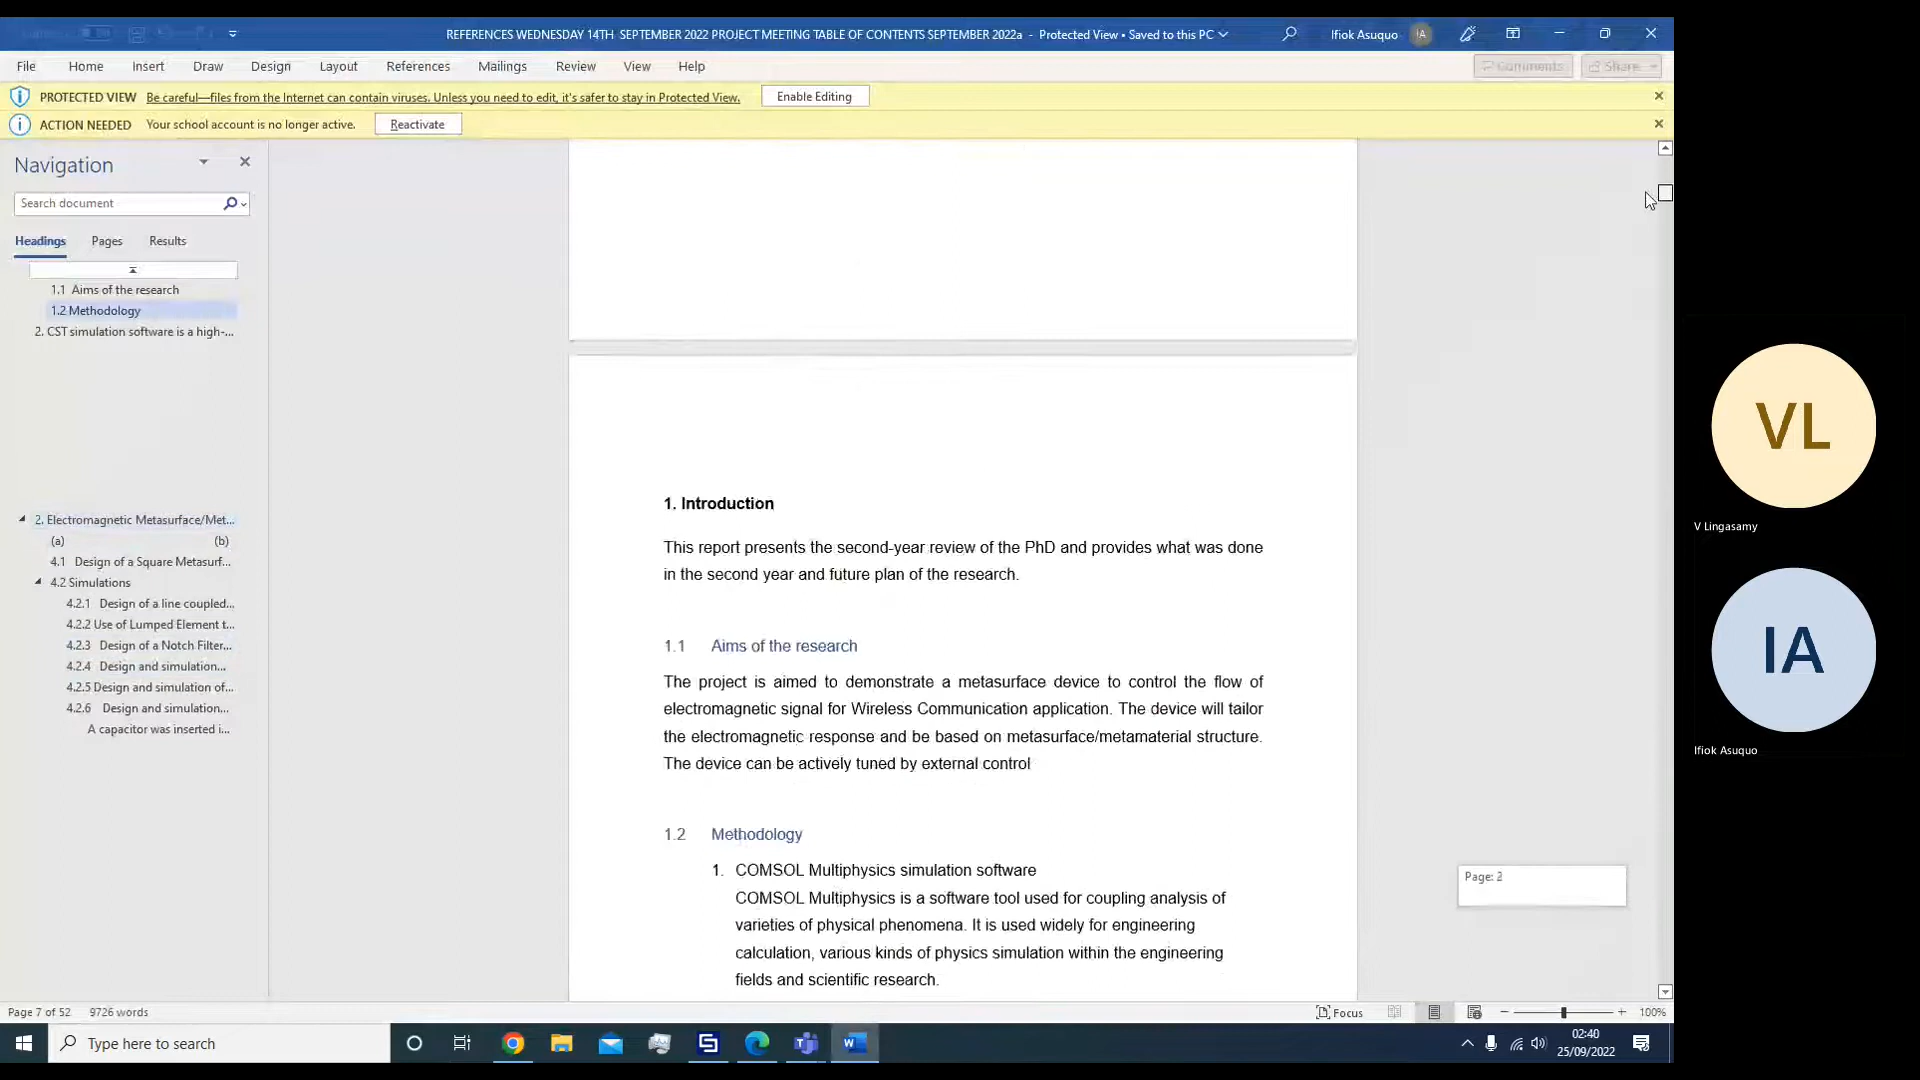 REFERENCES WEDNESDAY 14TH SEPTEMBER 2022 PROJECT MEETING TABLE OF CONTENTS SEPTEMBER 2022a - Protected View • Saved to this PC
Ifiok Asuquo
IA
File Home Insert Draw Design Layout References Mailings Review View Help
Comments
Share
PROTECTED VIEW Be careful—files from the Internet can contain viruses. Unless you need to edit, it's safer to stay in Protected View. Enable Editing
ACTION NEEDED Your school account is no longer active. Reactivate
Navigation
Search document
Headings Pages Results
1.1 Aims of the research
1.2 Methodology
2. CST simulation software is a high-...
2. Electromagnetic Metasurface/Met...
(a) (b)
4.1 Design of a Square Metasurf...
4.2 Simulations
4.2.1 Design of a line coupled...
4.2.2 Use of Lumped Element t...
4.2.3 Design of a Notch Filter...
4.2.4 Design and simulation...
4.2.5 Design and simulation of...
4.2.6 Design and simulation...
A capacitor was inserted i...
1. Introduction
This report presents the second-year review of the PhD and provides what was done
in the second year and future plan of the research.
1.1 Aims of the research
The project is aimed to demonstrate a metasurface device to control the flow of
electromagnetic signal for Wireless Communication application. The device will tailor
the electromagnetic response and be based on metasurface/metamaterial structure.
The device can be actively tuned by external control
1.2 Methodology
1. COMSOL Multiphysics simulation software
COMSOL Multiphysics is a software tool used for coupling analysis of
varieties of physical phenomena. It is used widely for engineering
calculation, various kinds of physics simulation within the engineering
fields and scientific research.
Page: 2
VL
V Lingasamy
IA
Ifiok Asuquo
Page 7 of 52 9726 words
Focus
100%
Type here to search
02:40
25/09/2022